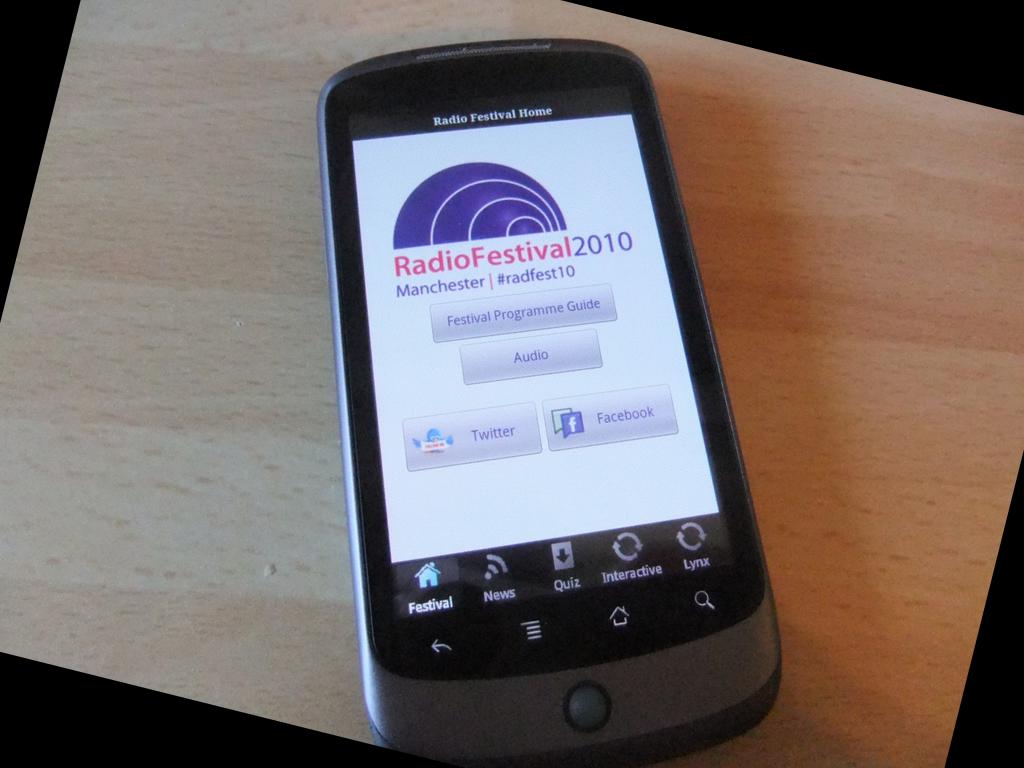 Radio Festival Home
RadioFestival2010
Manchester | #radfest10
Festival Programme Guide
Audio
Twitter
Facebook
Festival
News
Quiz
Interactive
Lynx